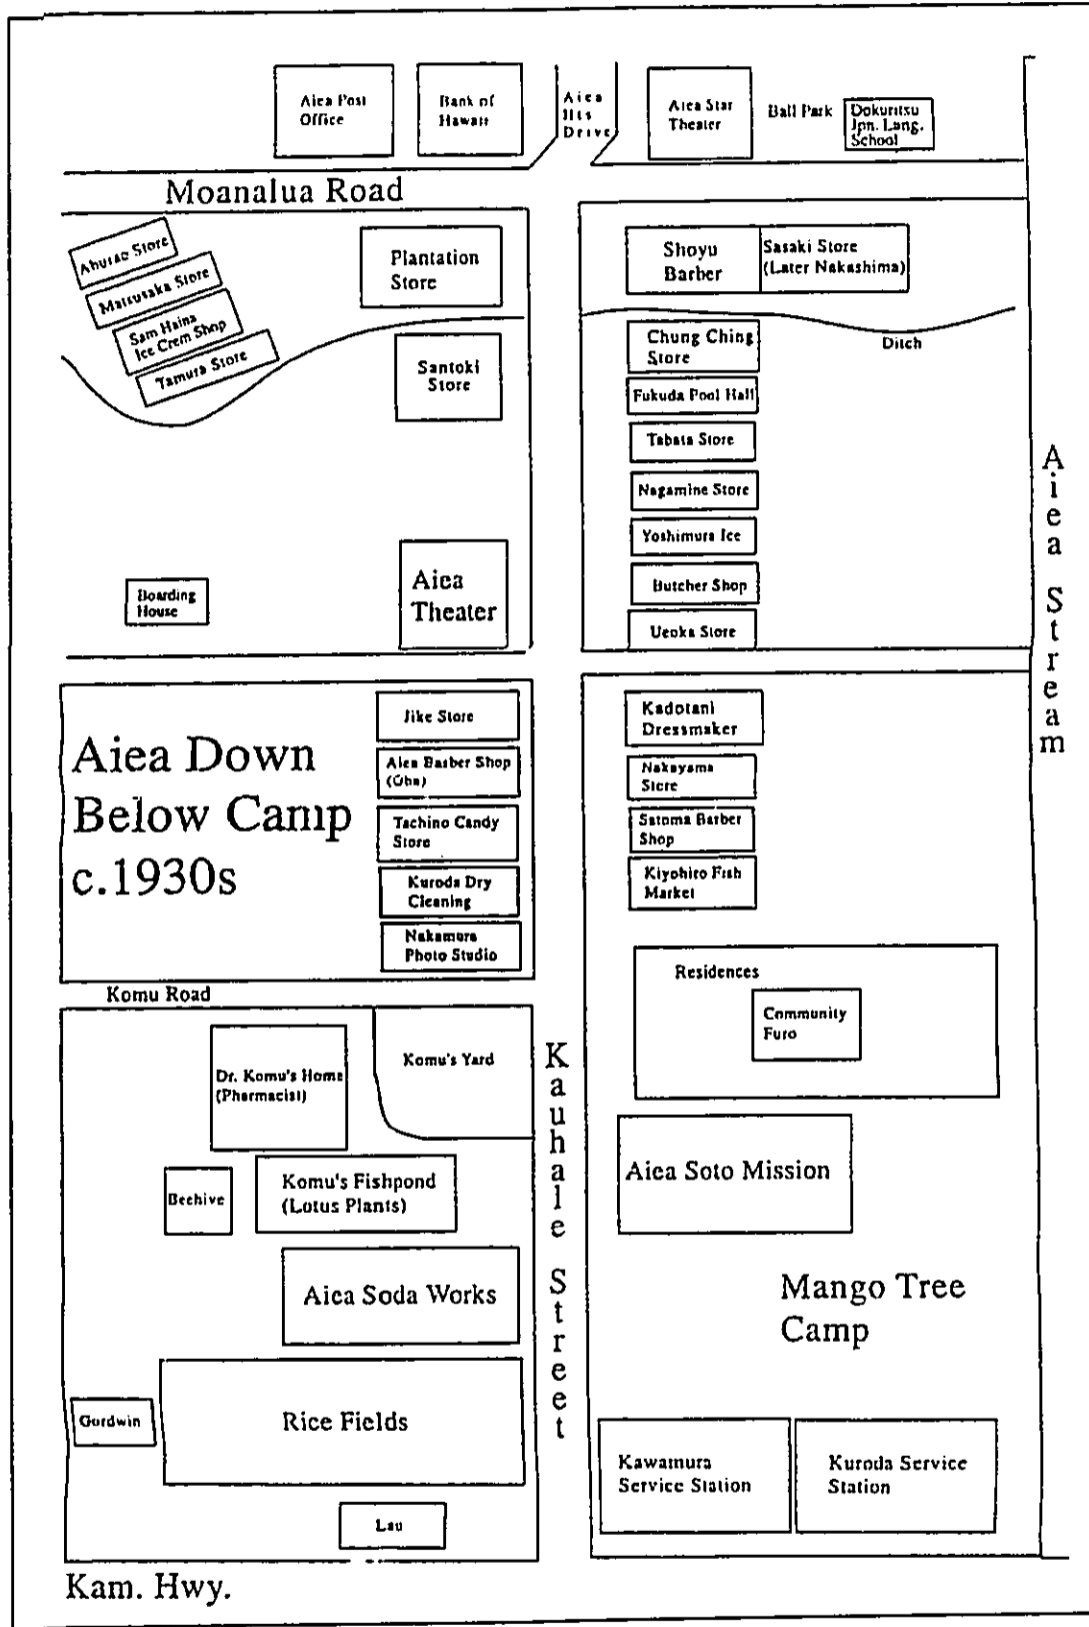 Aiea Post
Office
Bank of
Hawaii
Aiea
Hts
Drive
Aiea Star
Theater
Ball Park
Dokuritsu
Jpn. Lang.
School
Moanalua Road
Aburao Store
Matsusaka Store
Sam Haina
Ice Crem Shop
Tamura Store
Plantation
Store
Santoki
Store
Shoyu
Barber
Sasaki Store
(Later Nakashima)
Ditch
Chung Ching
Store
Fukuda Pool Hall
Tabata Store
Nagamine Store
Yoshimura Ice
Butcher Shop
Ueoka Store
Boarding
House
Aiea
Theater
Aiea Stream
Aiea Down
Below Camp
c.1930s
Jike Store
Aiea Barber Shop
(Oba)
Tachino Candy
Store
Kuroda Dry
Cleaning
Nakamura
Photo Studio
Kadotani
Dressmaker
Nakayama
Store
Satoma Barber
Shop
Kiyohiro Fish
Market
Residences
Community
Furo
Komu Road
Dr. Komu's Home
(Pharmacist)
Komu's Yard
Kauhale Street
Beehive
Komu's Fishpond
(Lotus Plants)
Aiea Soto Mission
Aiea Soda Works
Mango Tree
Camp
Gordwin
Rice Fields
Kawamura
Service Station
Kuroda Service
Station
Lau
Kam. Hwy.